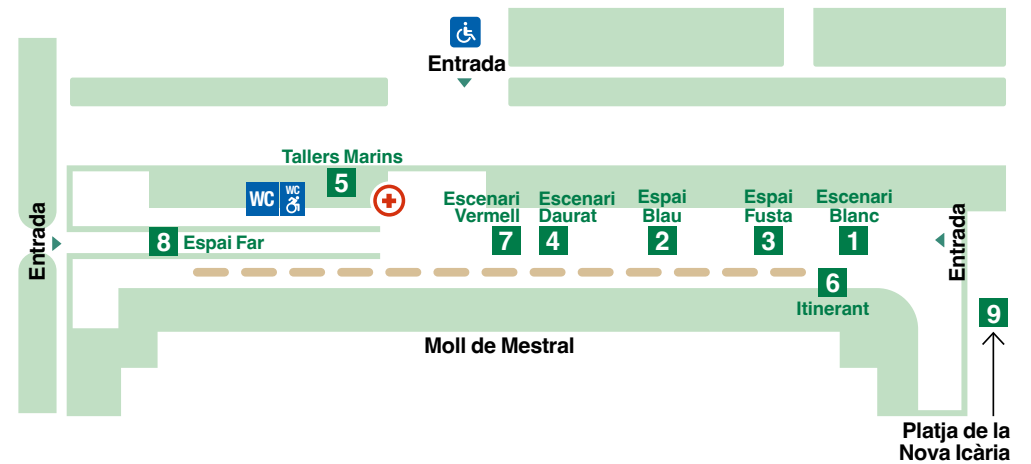 Entrada
Tallers Marins
5
WC
WC
Escenari
Vermell
7
Escenari
Daurat
4
Espai
Blau
2
Espai
Fusta
3
Escenari
Blanc
1
Entrada
Entrada
8 Espai Far
6
Itinerant
9
Moll de Mestral
Platja de la
Nova Icària